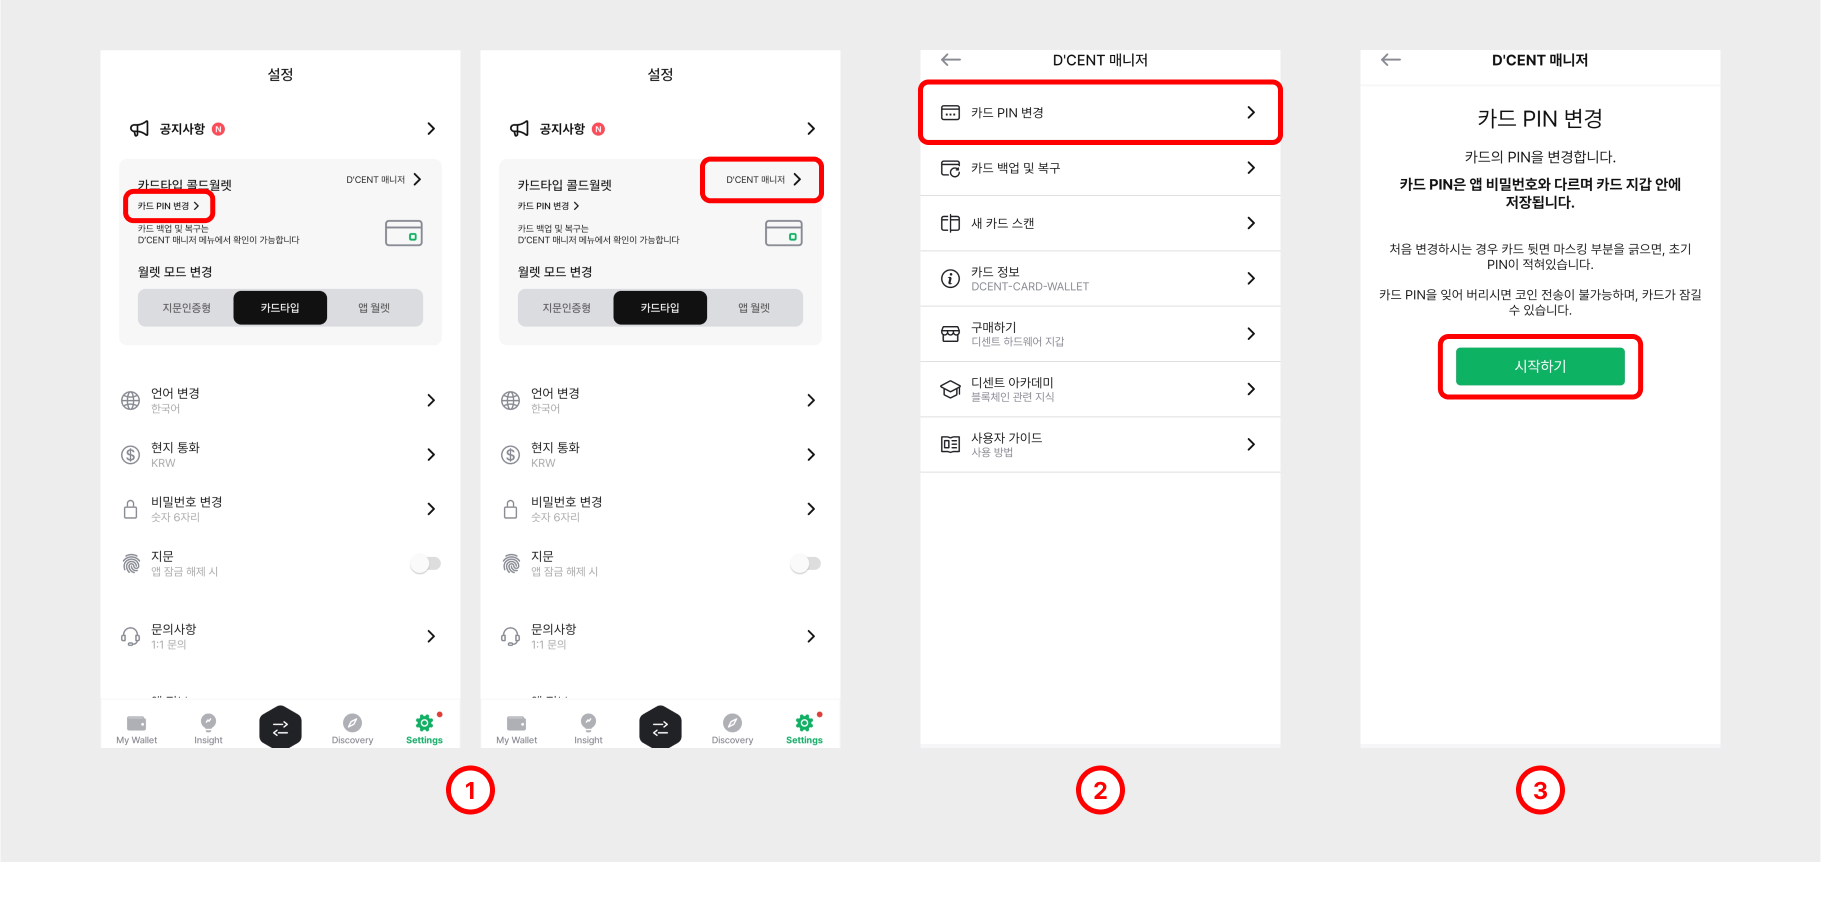 설정
공지사항 N
카드타입 콜드월렛
D'CENT 매니저
카드 PIN 변경
카드 백업 및 복구는
D'CENT 매니저 메뉴에서 확인이 가능합니다
월렛 모드 변경
지문인증형 카드타입 앱 월렛
언어 변경
한국어
현지 통화
KRW
비밀번호 변경
숫자 6자리
지문
앱 잠금 해제 시
문의사항
1:1 문의
My Wallet Insight Discovery Settings
설정
공지사항 N
D'CENT 매니저
카드타입 콜드월렛
카드 PIN 변경
카드 백업 및 복구는
D'CENT 매니저 메뉴에서 확인이 가능합니다
월렛 모드 변경
지문인증형 카드타입 앱 월렛
언어 변경
한국어
현지 통화
KRW
비밀번호 변경
숫자 6자리
지문
앱 잠금 해제 시
문의사항
1:1 문의
My Wallet Insight Discovery Settings
1
D'CENT 매니저
카드 PIN 변경
카드 백업 및 복구
새 카드 스캔
카드 정보
DCENT-CARD-WALLET
구매하기
디센트 하드웨어 지갑
디센트 아카데미
블록체인 관련 지식
사용자 가이드
사용 방법
2
D'CENT 매니저
카드 PIN 변경
카드의 PIN을 변경합니다.
카드 PIN은 앱 비밀번호와 다르며 카드 지갑 안에
저장됩니다.
처음 변경하시는 경우 카드 뒷면 마스킹 부분을 긁으면, 초기
PIN이 적혀있습니다.
카드 PIN을 잊어 버리시면 코인 전송이 불가능하며, 카드가 잠길
수 있습니다.
시작하기
3